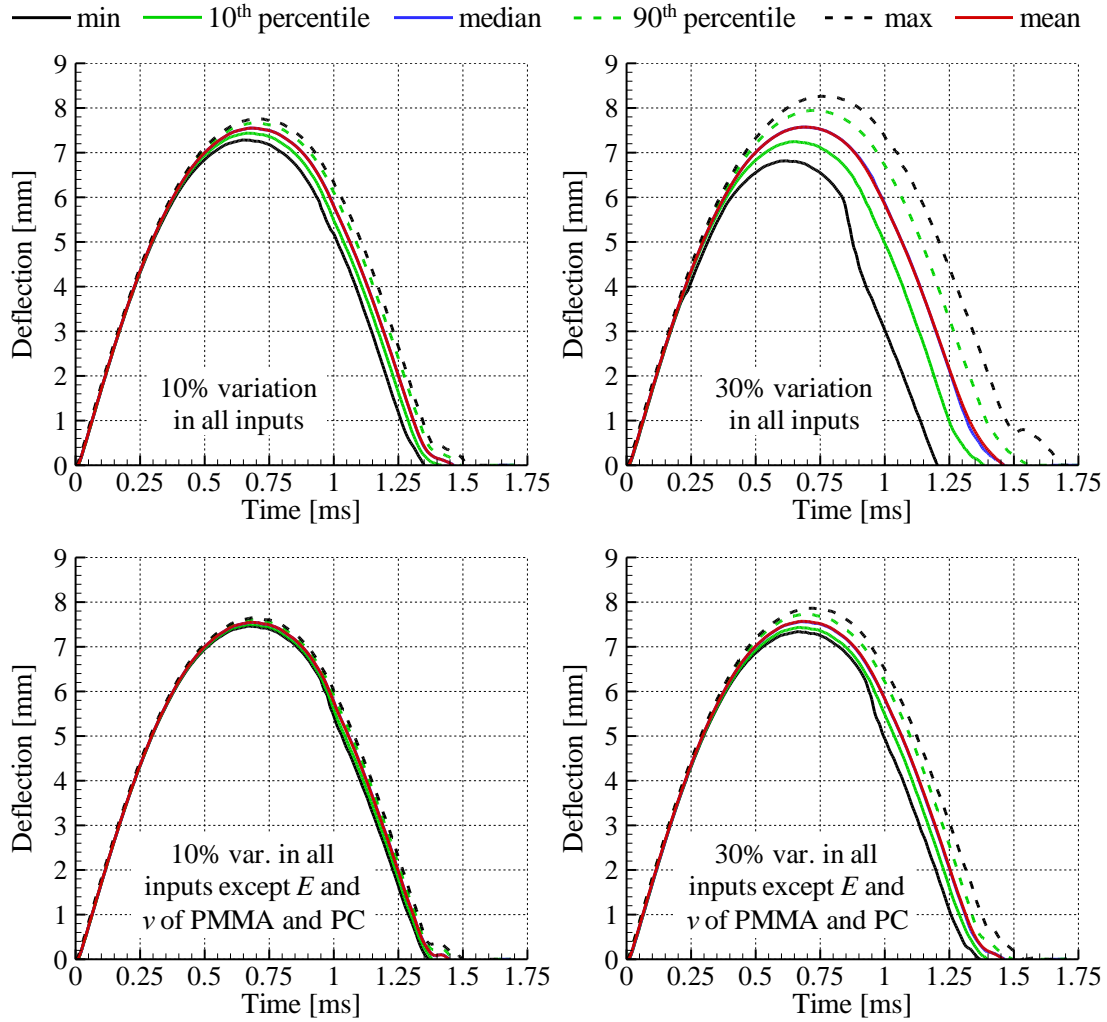 min 10th percentile median 90th percentile max mean
9
8
7
6
5
4
3
2
1
0
Deflection [mm]
10% variation
in all inputs
0 0.25 0.5 0.75 1 1.25 1.5 1.75
Time [ms]
9
8
7
6
5
4
3
2
1
0
Deflection [mm]
30% variation
in all inputs
0 0.25 0.5 0.75 1 1.25 1.5 1.75
Time [ms]
9
8
7
6
5
4
3
2
1
0
Deflection [mm]
10% var. in all
inputs except E and
ν of PMMA and PC
0 0.25 0.5 0.75 1 1.25 1.5 1.75
Time [ms]
9
8
7
6
5
4
3
2
1
0
Deflection [mm]
30% var. in all
inputs except E and
ν of PMMA and PC
0 0.25 0.5 0.75 1 1.25 1.5 1.75
Time [ms]